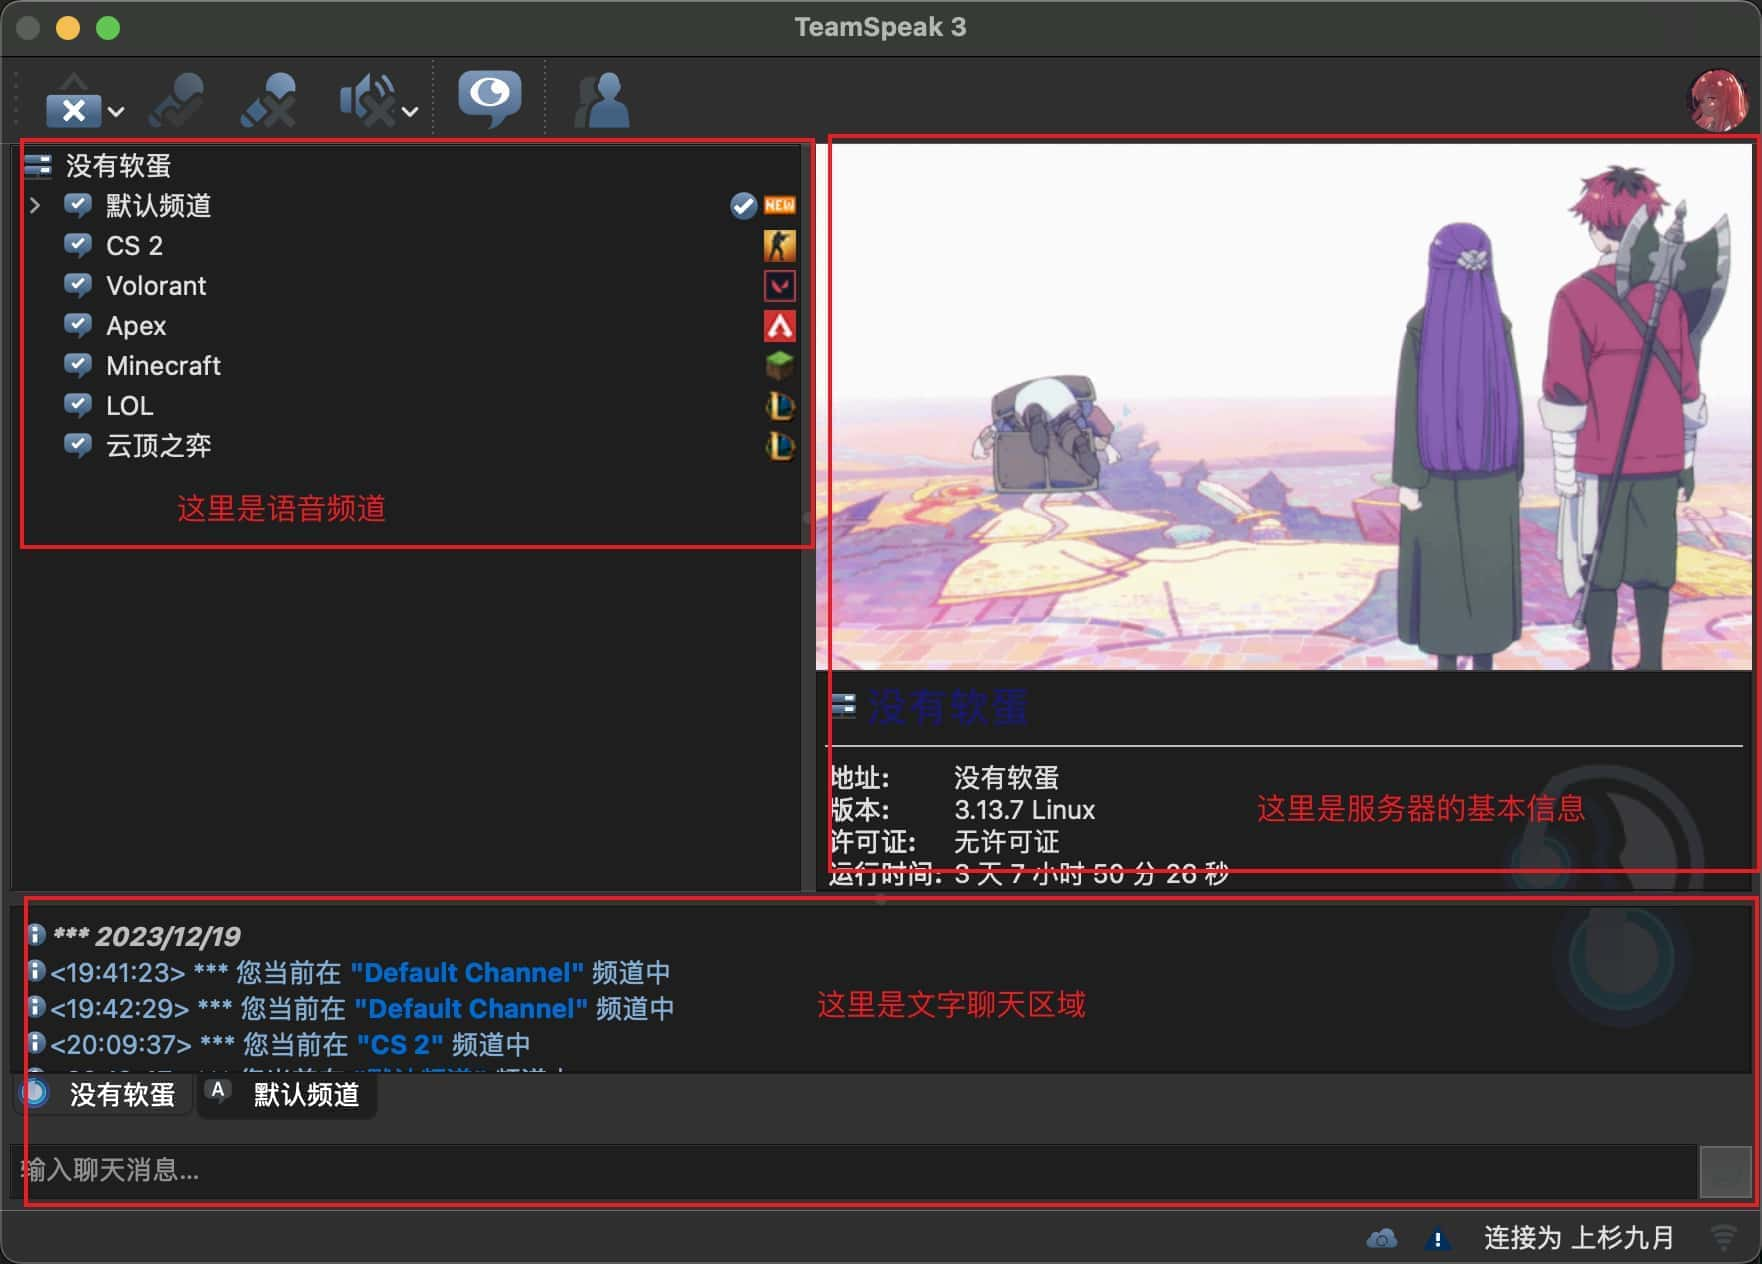 TeamSpeak 3
没有软蛋
默认频道
NEW
CS 2
Volorant
Apex
Minecraft
LOL
云顶之弈
这里是语音频道
没有软蛋
地址: 没有软蛋
版本: 3.13.7 Linux
许可证: 无许可证
运行时间: 3 天 7 小时 50 分 26 秒
这里是服务器的基本信息
*** 2023/12/19
<19:41:23> *** 您当前在 "Default Channel" 频道中
<19:42:29> *** 您当前在 "Default Channel" 频道中
<20:09:37> *** 您当前在 "CS 2" 频道中
这里是文字聊天区域
没有软蛋
A 默认频道
输入聊天消息...
连接为 上杉九月